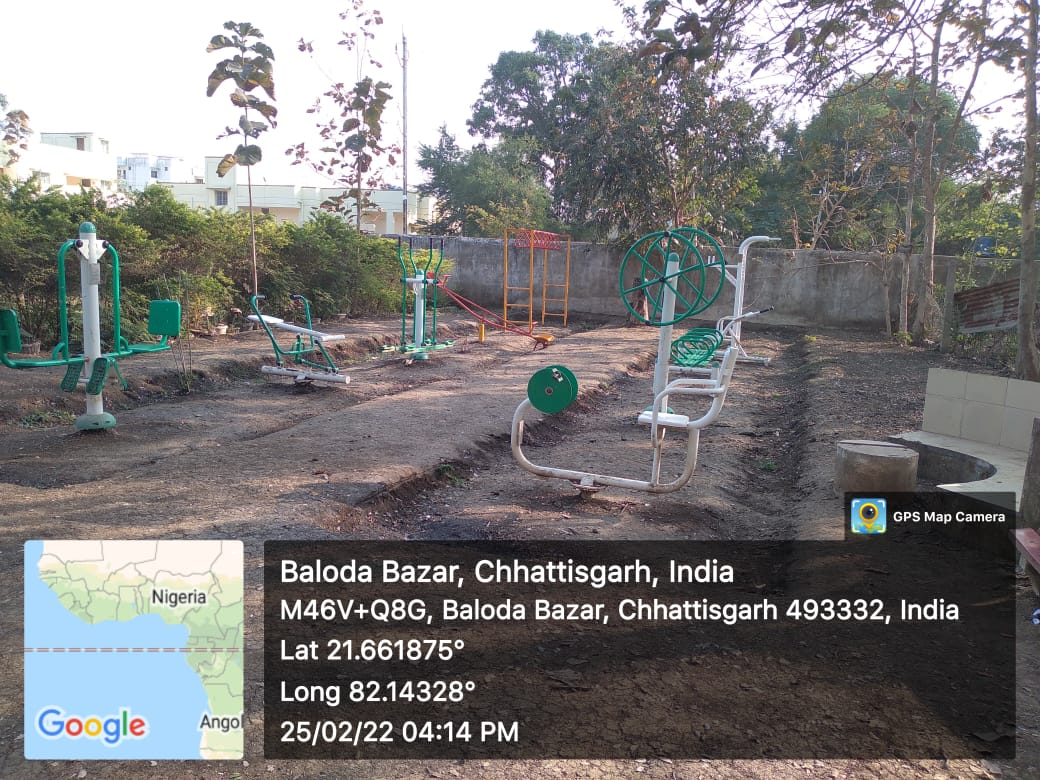 GPS Map Camera
Nigeria
Angol
Google
Baloda Bazar, Chhattisgarh, India
M46V+Q8G, Baloda Bazar, Chhattisgarh 493332, India
Lat 21.661875°
Long 82.14328°
25/02/22 04:14 PM